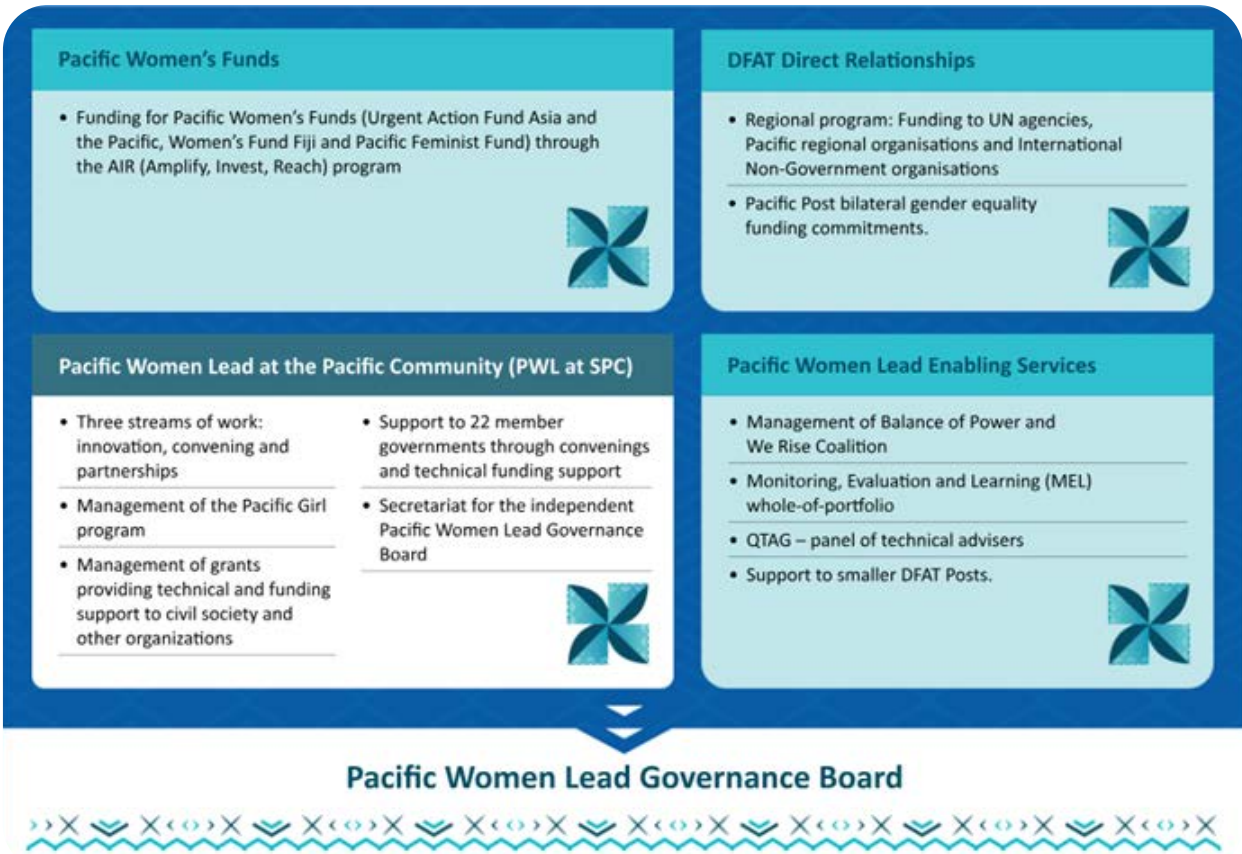 Pacific Women's Funds
• Funding for Pacific Women's Funds (Urgent Action Fund Asia and
the Pacific, Women's Fund Fiji and Pacific Feminist Fund) through
the AIR (Amplify, Invest, Reach) program
DFAT Direct Relationships
• Regional program: Funding to UN agencies,
Pacific regional organisations and International
Non-Government organisations
• Pacific Post bilateral gender equality
funding commitments.
Pacific Women Lead at the Pacific Community (PWL at SPC)
• Three streams of work:
innovation, convening and
partnerships
• Management of the Pacific Girl
program
• Management of grants
providing technical and funding
support to civil society and
other organizations
• Support to 22 member
governments through convenings
and technical funding support
• Secretariat for the independent
Pacific Women Lead Governance
Board
Pacific Women Lead Enabling Services
• Management of Balance of Power and
We Rise Coalition
• Monitoring, Evaluation and Learning (MEL)
whole-of-portfolio
• QTAG – panel of technical advisers
• Support to smaller DFAT Posts.
Pacific Women Lead Governance Board